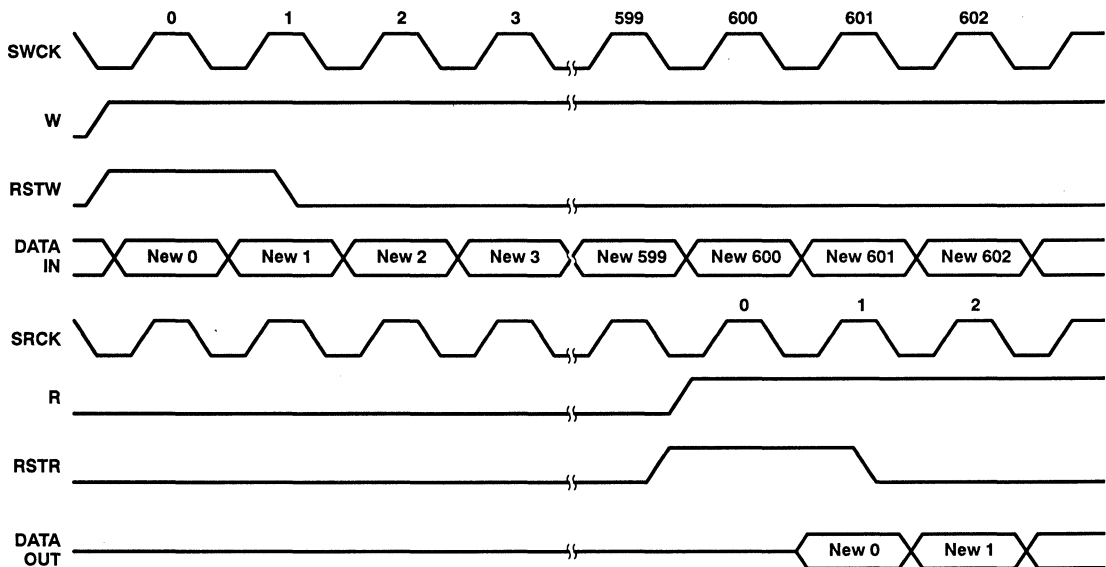 0 1 2 3 599 600 601 602
SWCK
W
RSTW
DATA IN New 0 New 1 New 2 New 3 New 599 New 600 New 601 New 602
0 1 2
SRCK
R
RSTR
DATA OUT New 0 New 1